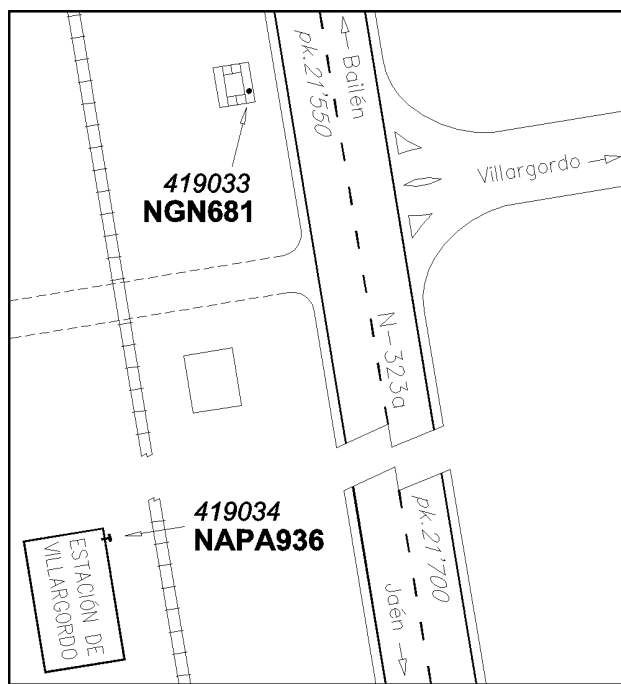 Bailén
pk.21'550
419033
NGN681
Villargordo
N-323a
419034
NAPA936
ESTACIÓN DE
VILLARGORDO
pk.21'700
Jaén